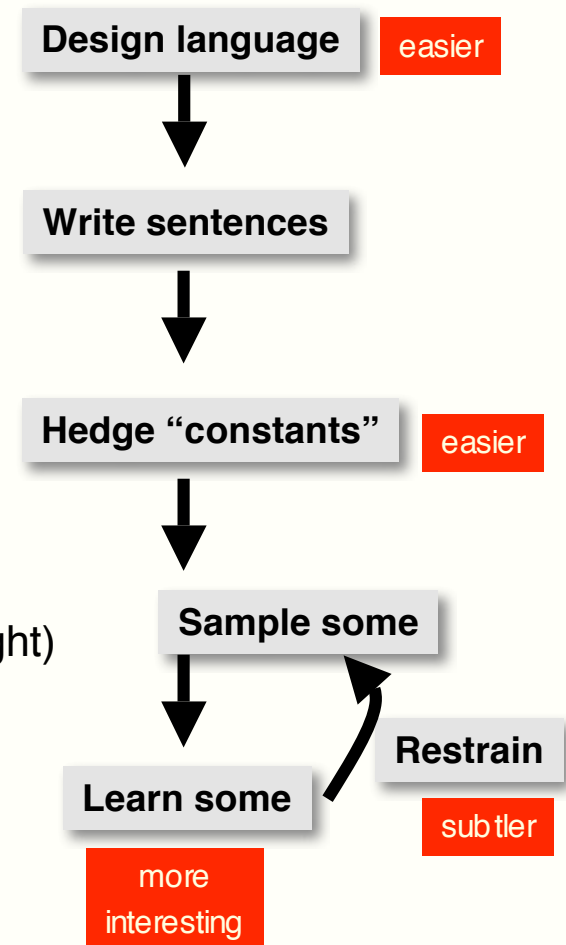 Design language
easier
Write sentences
Hedge “constants”
easier
Sample some
Restrain
Learn some
subtler
more
interesting